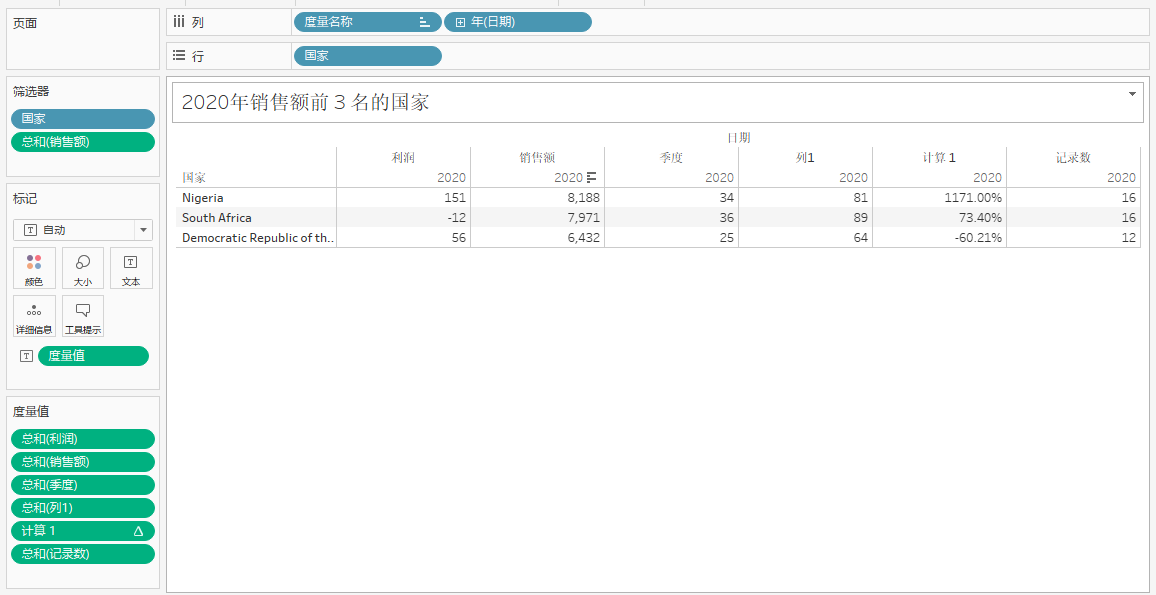 页面
列
度量名称
年(日期)
行
国家
筛选器
国家
总和(销售额)
标记
自动
颜色
大小
文本
详细信息
工具提示
度量值
度量值
总和(利润)
总和(销售额)
总和(季度)
总和(列1)
计算 1
总和(记录数)
2020年销售额前 3 名的国家
日期
利润 销售额 季度 列1 计算 1 记录数
国家 2020 2020 2020 2020 2020 2020
Nigeria 151 8,188 34 81 1171.00% 16
South Africa -12 7,971 36 89 73.40% 16
Democratic Republic of th.. 56 6,432 25 64 -60.21% 12